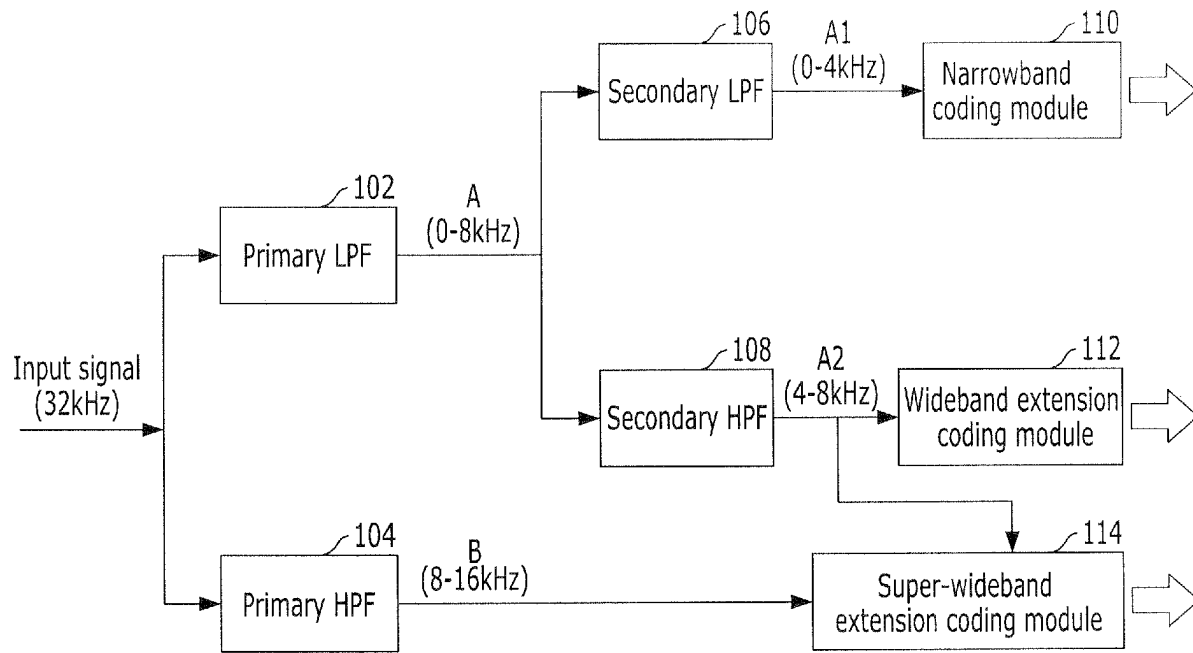 106
A1
(0-4kHz)
110
Secondary LPF
Narrowband
coding module
102
A
(0-8kHz)
Primary LPF
Input signal
(32kHz)
108
A2
(4-8kHz)
112
Secondary HPF
Wideband extension
coding module
104
B
(8-16kHz)
114
Primary HPF
Super-wideband
extension coding module